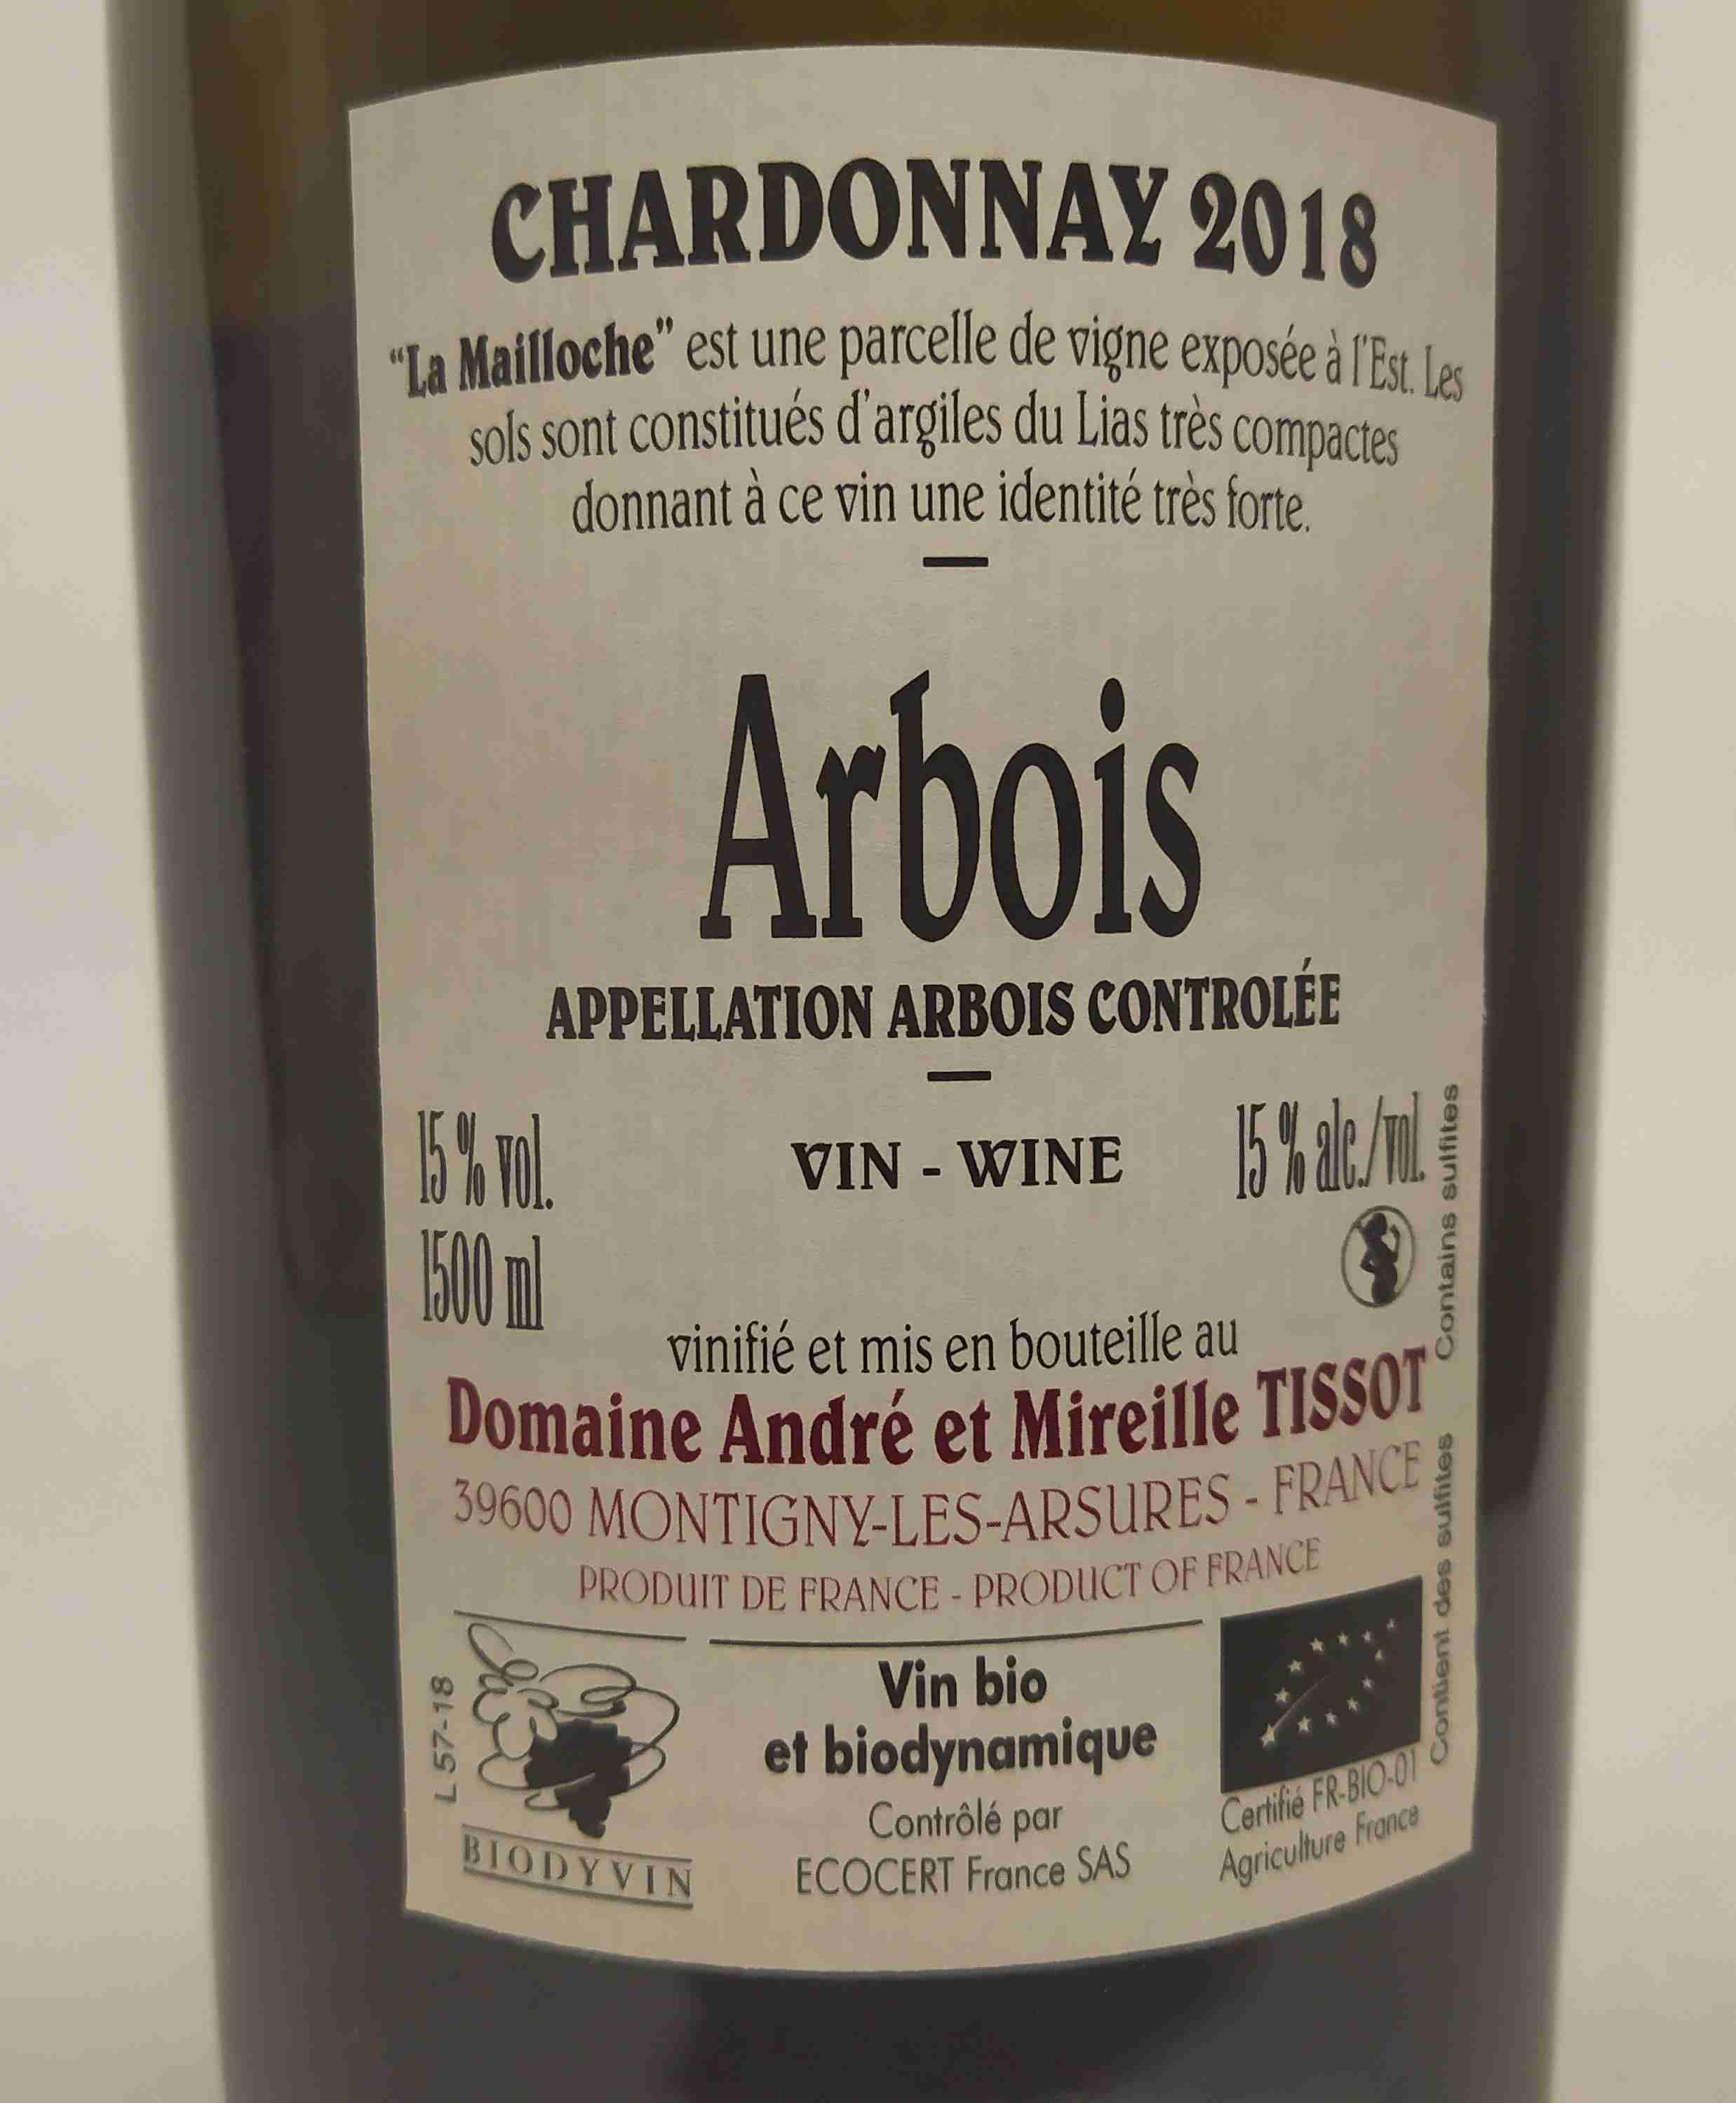 CHARDONNAY 2018
"La Mailloche" est une parcelle de vigne exposée à l'Est. Les
sols sont constitués d'argiles du Lias très compactes
donnant à ce vin une identité très forte.
Arbois
APPELLATION ARBOIS CONTROLÉE
15 % vol.
VIN - WINE
15 % alc./vol.
1500 ml
vinifié et mis en bouteille au
Domaine André et Mireille TISSOT
39600 MONTIGNY-LES-ARSURES - FRANCE
PRODUIT DE FRANCE - PRODUCT OF FRANCE
Contient des sulfites Contains sulfites
L 57-18
BIODYVIN
Vin bio
et biodynamique
Contrôlé par
ECOCERT France SAS
Certifié FR-BIO-01
Agriculture France